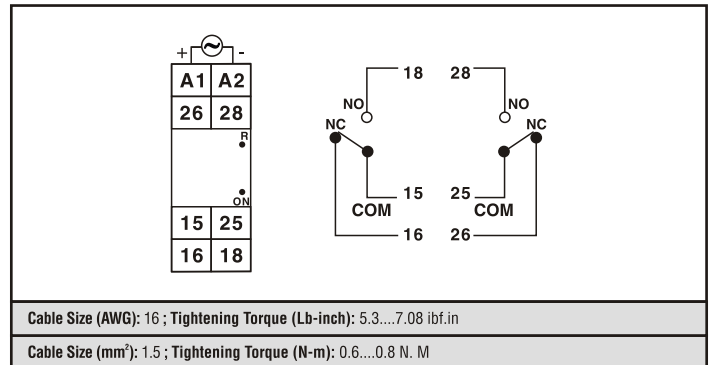 + -
A1 A2
26 28
R
ON
15 25
16 18
18 28
NO NO
NC NC
15 25
COM COM
16 26
Cable Size (AWG): 16 ; Tightening Torque (Lb-inch): 5.3....7.08 ibf.in
Cable Size (mm²): 1.5 ; Tightening Torque (N-m): 0.6....0.8 N. M